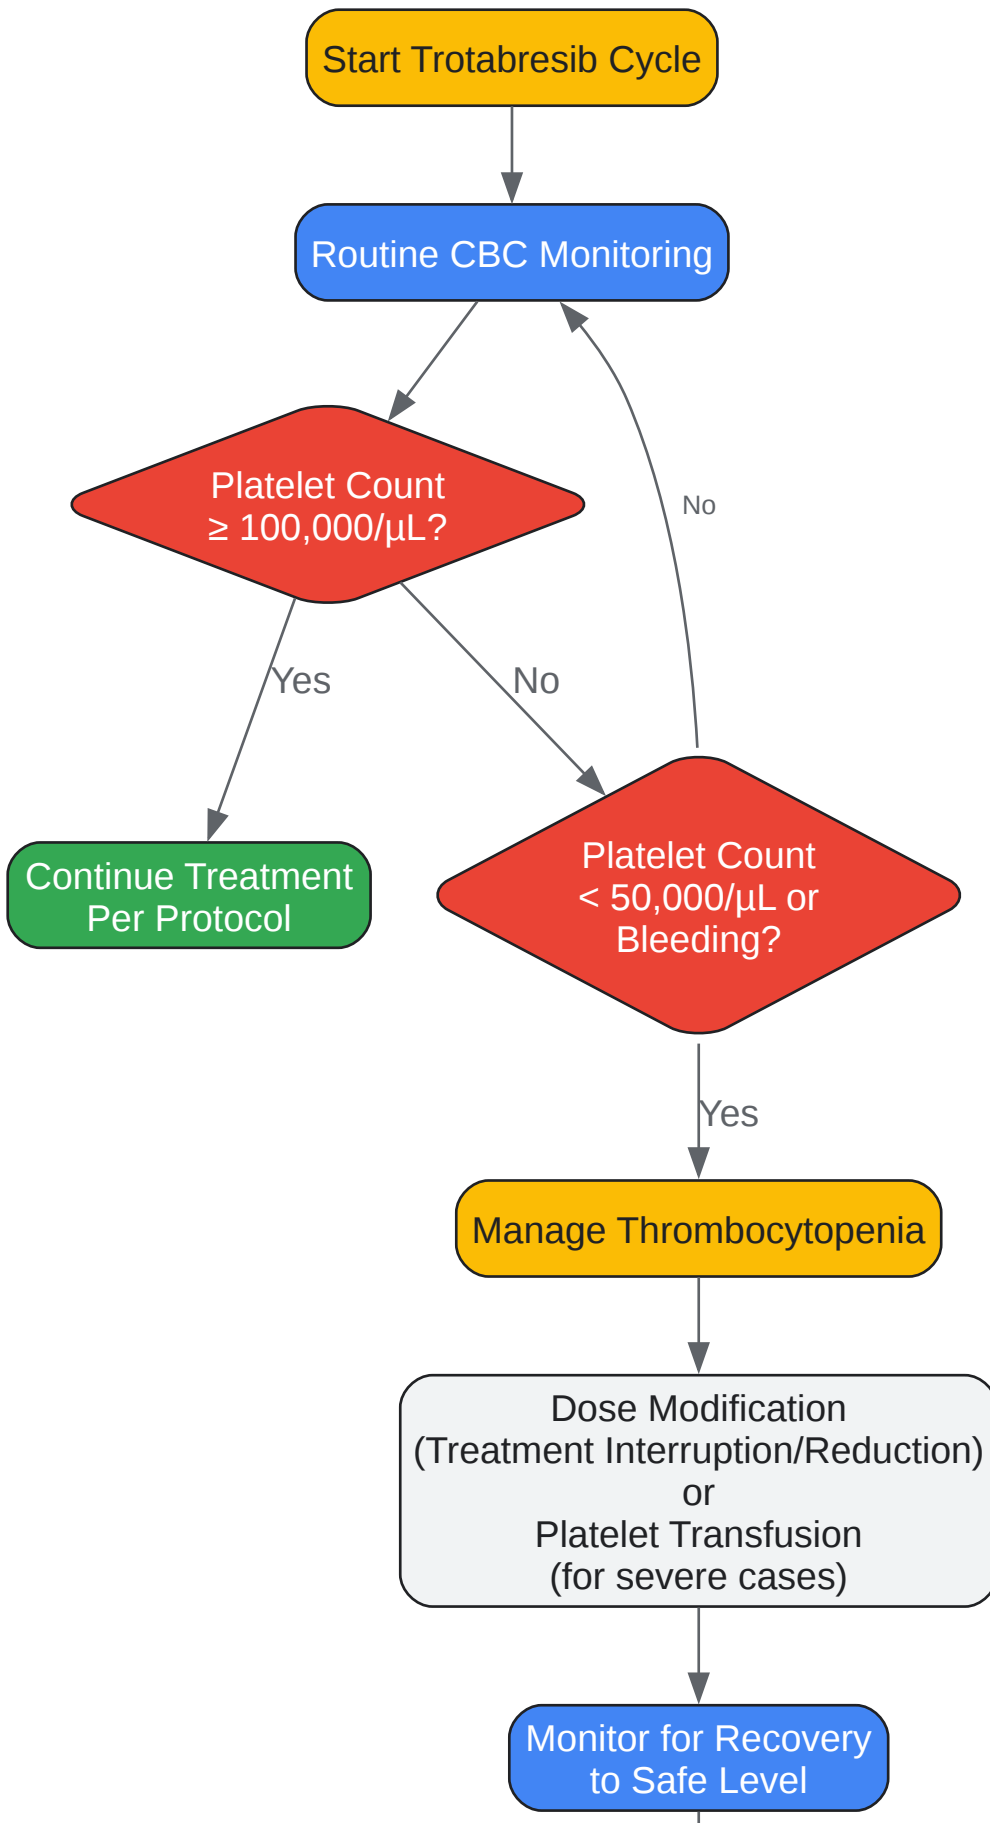 Start Trotabresib Cycle
Routine CBC Monitoring
Platelet Count
≥ 100,000/µL?
No
Yes
No
Platelet Count
< 50,000/µL or
Bleeding?
Continue Treatment
Per Protocol
Yes
Manage Thrombocytopenia
Dose Modification
(Treatment Interruption/Reduction)
or
Platelet Transfusion
(for severe cases)
Monitor for Recovery
to Safe Level